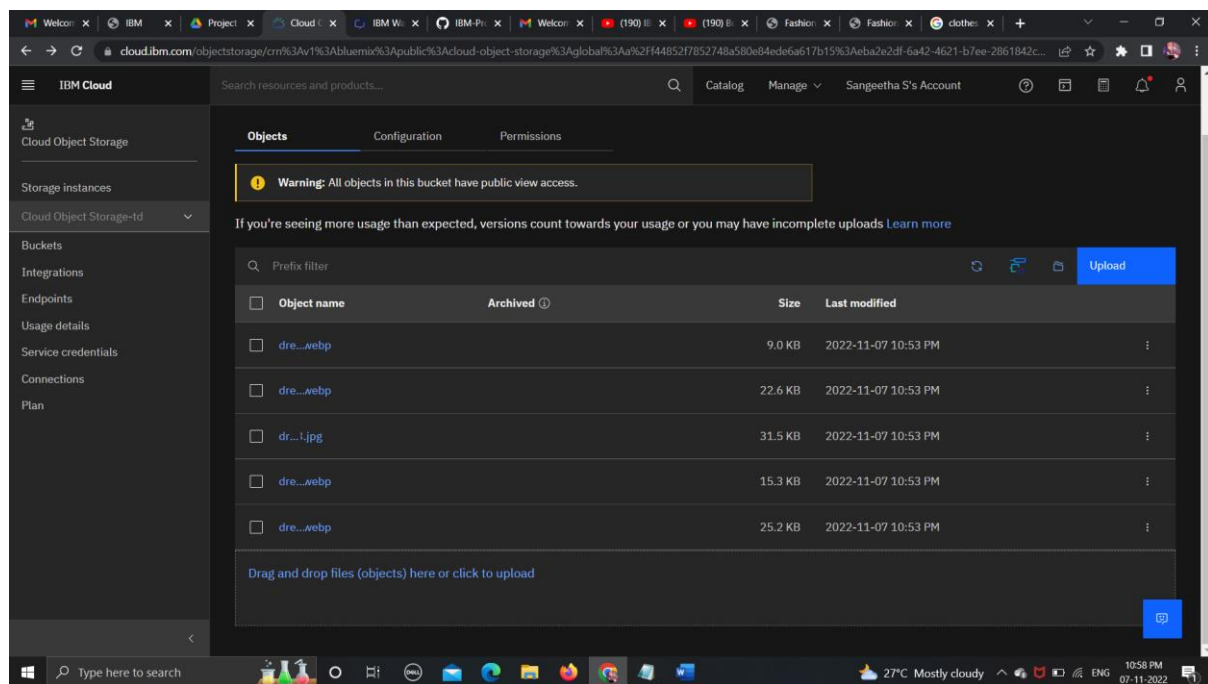 Welcom
IBM
Project
Cloud C
IBM Wa
IBM-Pro
Welcom
(190) IE
(190) Be
Fashion
Fashion
clothes
cloud.ibm.com/objectstorage/crn%3Av1%3Abluemix%3Apublic%3Acloud-object-storage%3Aglobal%3Aa%2Ff44852f7852748a580e84ede6a617b15%3Aeba2e2df-6a42-4621-b7ee-2861842c...
IBM Cloud
Search resources and products...
Catalog
Manage
Sangeetha S's Account
Cloud Object Storage
Storage instances
Cloud Object Storage-td
Buckets
Integrations
Endpoints
Usage details
Service credentials
Connections
Plan
Objects Configuration Permissions
Warning: All objects in this bucket have public view access.
If you're seeing more usage than expected, versions count towards your usage or you may have incomplete uploads Learn more
Prefix filter
Upload
Object name Archived Size Last modified
dre...webp 9.0 KB 2022-11-07 10:53 PM
dre...webp 22.6 KB 2022-11-07 10:53 PM
dr...1.jpg 31.5 KB 2022-11-07 10:53 PM
dre...webp 15.3 KB 2022-11-07 10:53 PM
dre...webp 25.2 KB 2022-11-07 10:53 PM
Drag and drop files (objects) here or click to upload
Type here to search
DELL
27°C Mostly cloudy
ENG
10:58 PM
07-11-2022